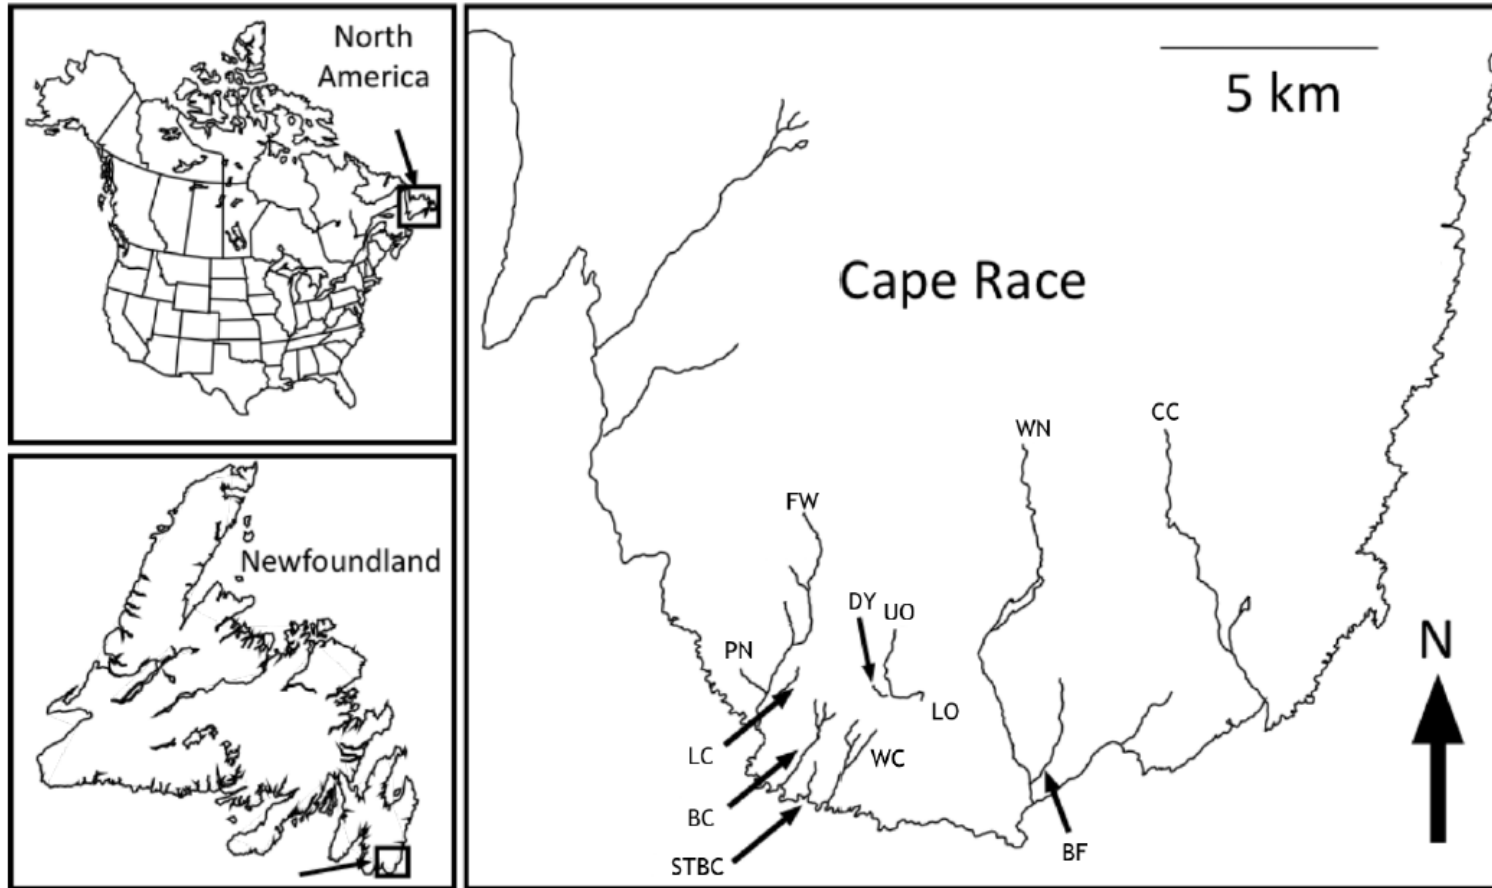 North
America
Newfoundland
5 km
Cape Race
CC
WN
FW
DY
UO
PN
N
LO
LC
WC
BC
STBC
BF